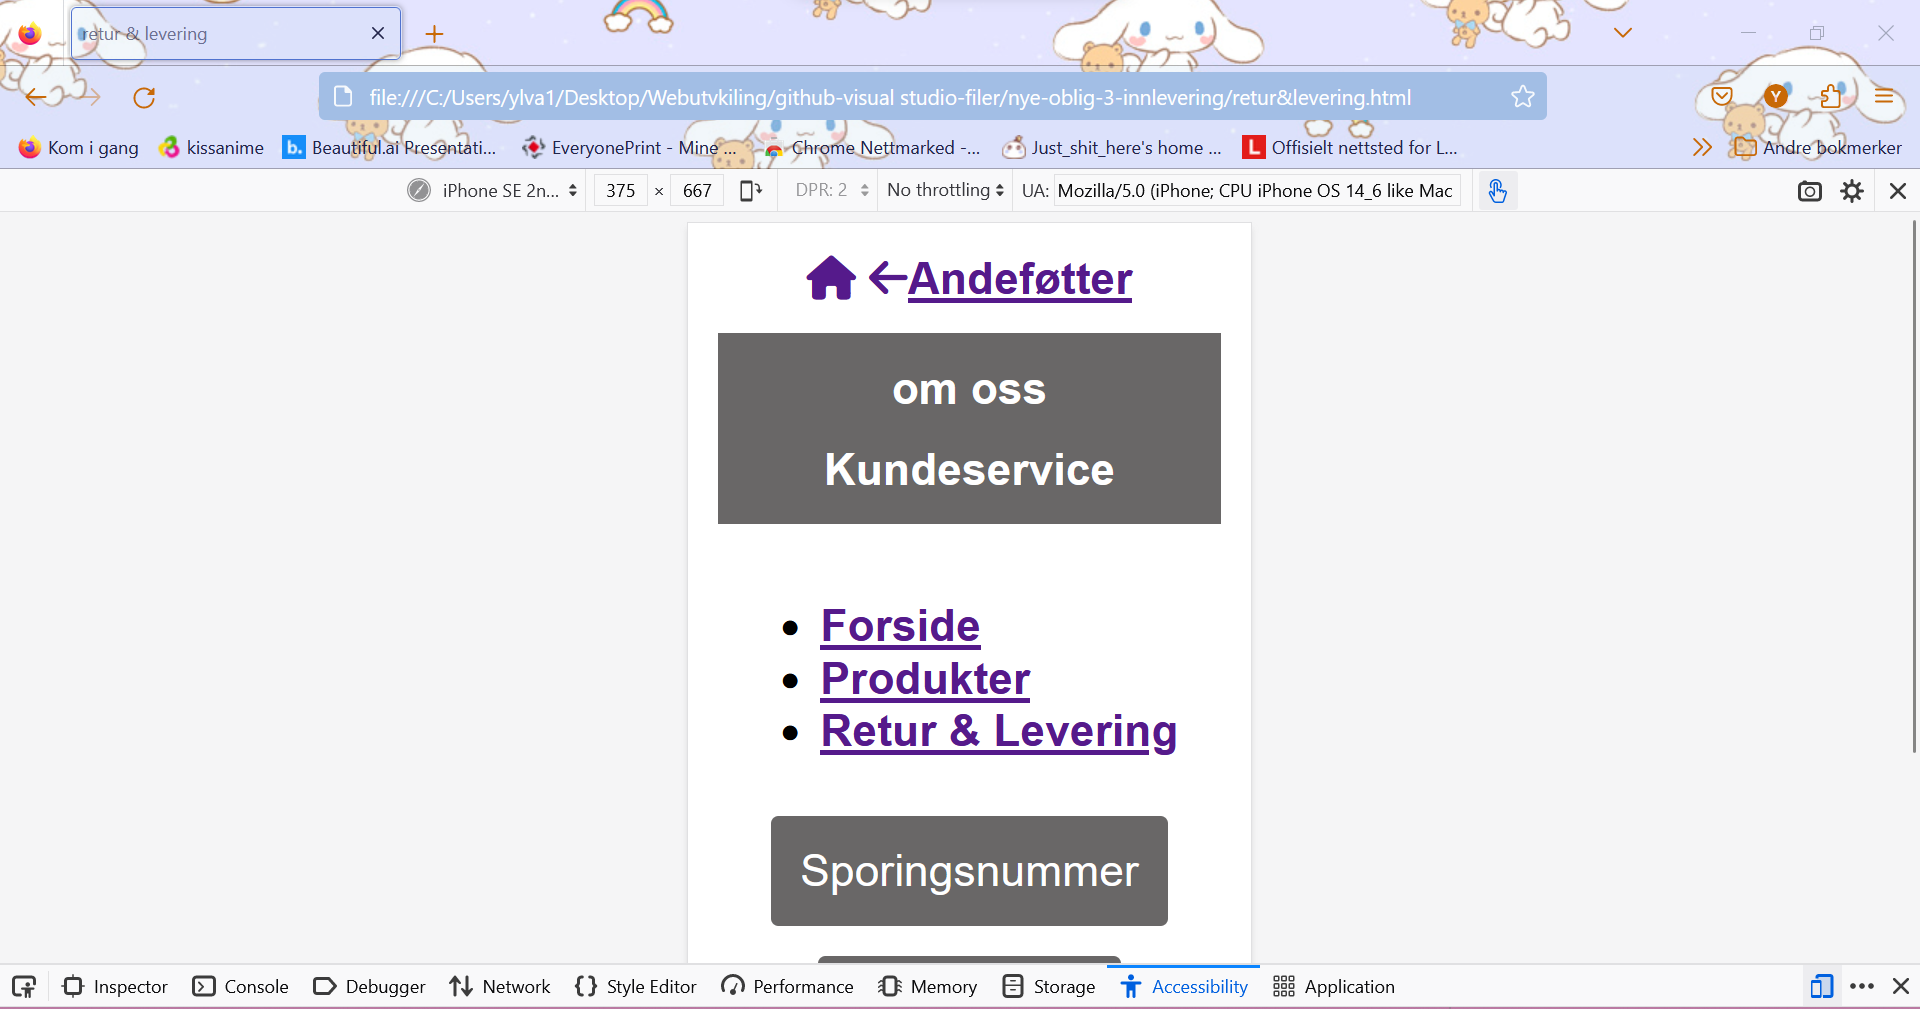 retur & levering
file:///C:/Users/ylva1/Desktop/Webutvkiling/github-visual studio-filer/nye-oblig-3-innlevering/retur&levering.html
Y
Kom i gang kissanime b. Beautiful.ai Presentati... EveryonePrint - Mine ... Chrome Nettmarked -... Just_shit_here's home ... L Offisielt nettsted for L... Andre bokmerker
iPhone SE 2n... 375 × 667 DPR: 2 No throttling UA: Mozilla/5.0 (iPhone; CPU iPhone OS 14_6 like Mac
Andeføtter
om oss
Kundeservice
Forside
Produkter
Retur & Levering
Sporingsnummer
Inspector Console Debugger Network Style Editor Performance Memory Storage Accessibility Application